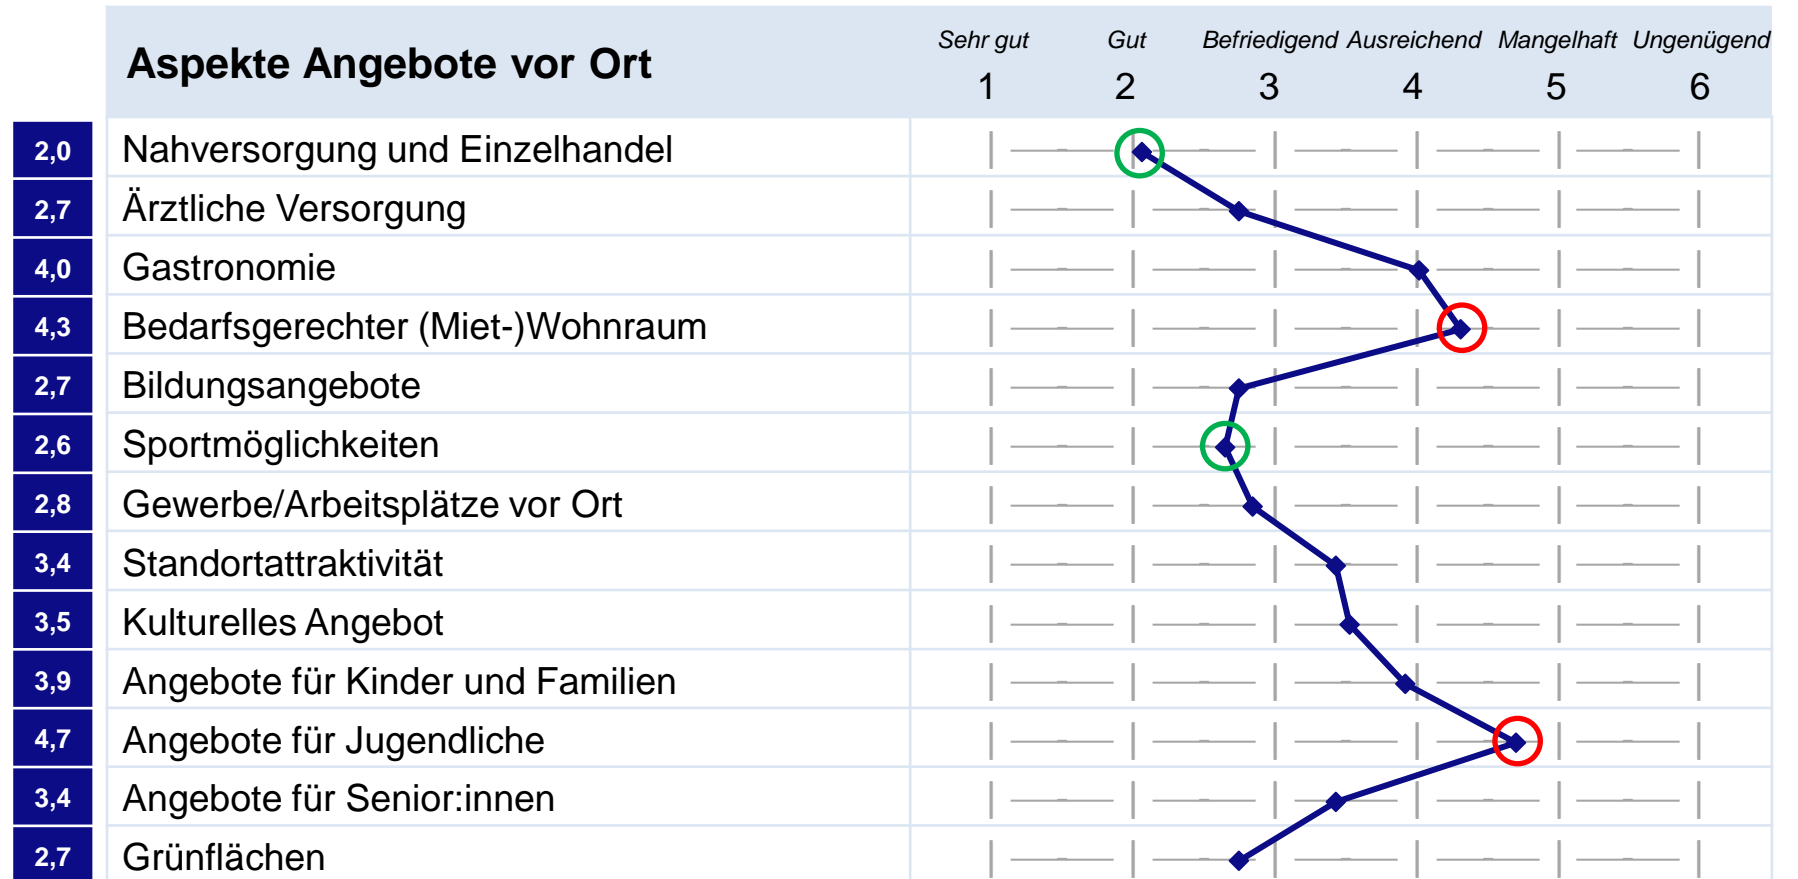 Aspekte Angebote vor Ort
Sehr gut Gut Befriedigend Ausreichend Mangelhaft Ungenügend
1 2 3 4 5 6
2,0 Nahversorgung und Einzelhandel
2,7 Ärztliche Versorgung
4,0 Gastronomie
4,3 Bedarfsgerechter (Miet-)Wohnraum
2,7 Bildungsangebote
2,6 Sportmöglichkeiten
2,8 Gewerbe/Arbeitsplätze vor Ort
3,4 Standortattraktivität
3,5 Kulturelles Angebot
3,9 Angebote für Kinder und Familien
4,7 Angebote für Jugendliche
3,4 Angebote für Senior:innen
2,7 Grünflächen